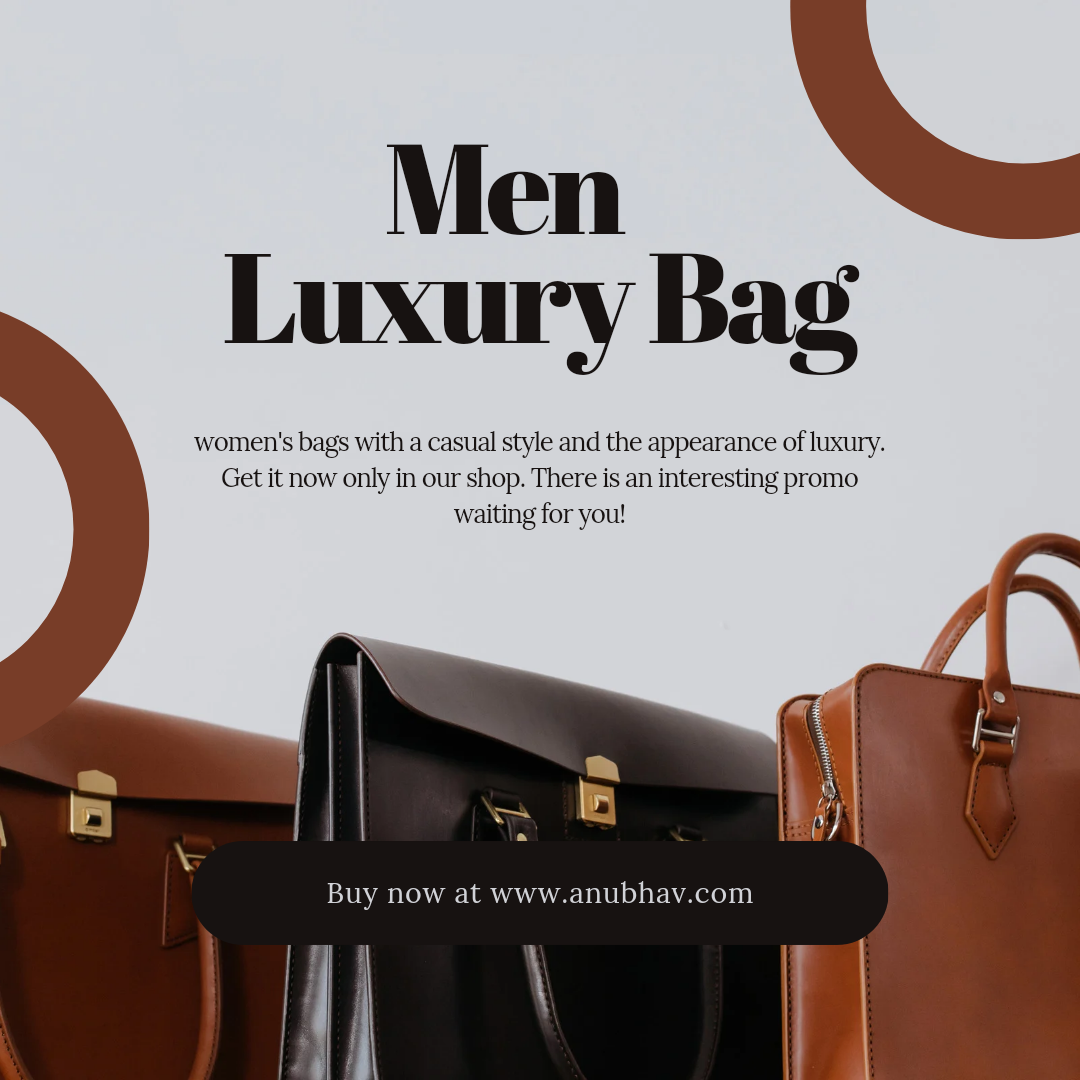 Men
Luxury Bag
women's bags with a casual style and the appearance of luxury.
Get it now only in our shop. There is an interesting promo
waiting for you!
Buy now at www.anubhav.com